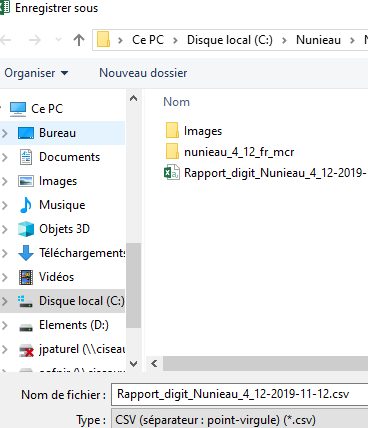 Enregistrer sous
Ce PC > Disque local (C:) > Nunieau >
Organiser Nouveau dossier
Nom
Ce PC
Bureau
Documents
Images
Musique
Objets 3D
Téléchargements
Vidéos
Disque local (C:)
Elements (D:)
jpaturel (\\ciseau
Images
nunieau_4_12_fr_mcr
Rapport_digit_Nunieau_4_12-2019-
Nom de fichier : Rapport_digit_Nunieau_4_12-2019-11-12.csv
Type : CSV (séparateur : point-virgule) (*.csv)